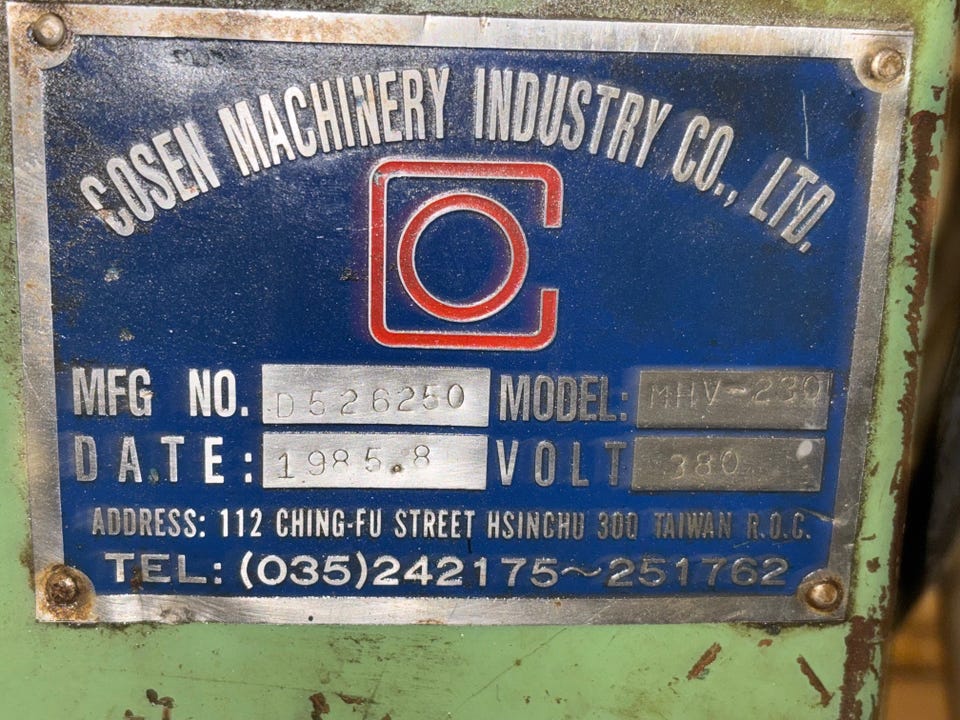 COSEN MACHINERY INDUSTRY CO., LTD.
MFG NO. D526250 MODEL: MHV-230
DATE: 1985.8 VOLT 380
ADDRESS: 112 CHING-FU STREET HSINCHU 300 TAIWAN R.O.C.
TEL: (035)242175~251762